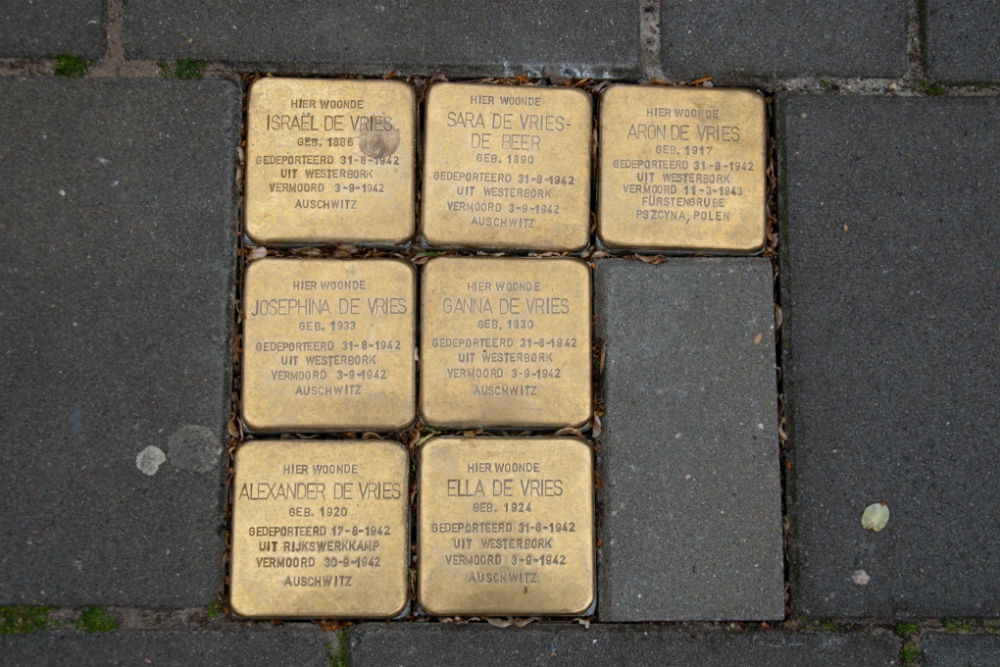 HIER WOONDE
ISRAËL DE VRIES
GEB. 1886
GEDEPORTEERD 31-8-1942
UIT WESTERBORK
VERMOORD 3-9-1942
AUSCHWITZ
HIER WOONDE
SARA DE VRIES-
DE BEER
GEB. 1890
GEDEPORTEERD 31-8-1942
UIT WESTERBORK
VERMOORD 3-9-1942
AUSCHWITZ
HIER WOONDE
ARON DE VRIES
GEB. 1917
GEDEPORTEERD 31-8-1942
UIT WESTERBORK
VERMOORD 11-3-1943
FÜRSTENGRUBE
PSZCYNA, POLEN
HIER WOONDE
JOSEPHINA DE VRIES
GEB. 1933
GEDEPORTEERD 31-8-1942
UIT WESTERBORK
VERMOORD 3-9-1942
AUSCHWITZ
HIER WOONDE
GANNA DE VRIES
GEB. 1930
GEDEPORTEERD 31-8-1942
UIT WESTERBORK
VERMOORD 3-9-1942
AUSCHWITZ
HIER WOONDE
ALEXANDER DE VRIES
GEB. 1920
GEDEPORTEERD 17-8-1942
UIT RIJKSWERKKAMP
VERMOORD 30-9-1942
AUSCHWITZ
HIER WOONDE
ELLA DE VRIES
GEB. 1924
GEDEPORTEERD 31-8-1942
UIT WESTERBORK
VERMOORD 3-9-1942
AUSCHWITZ